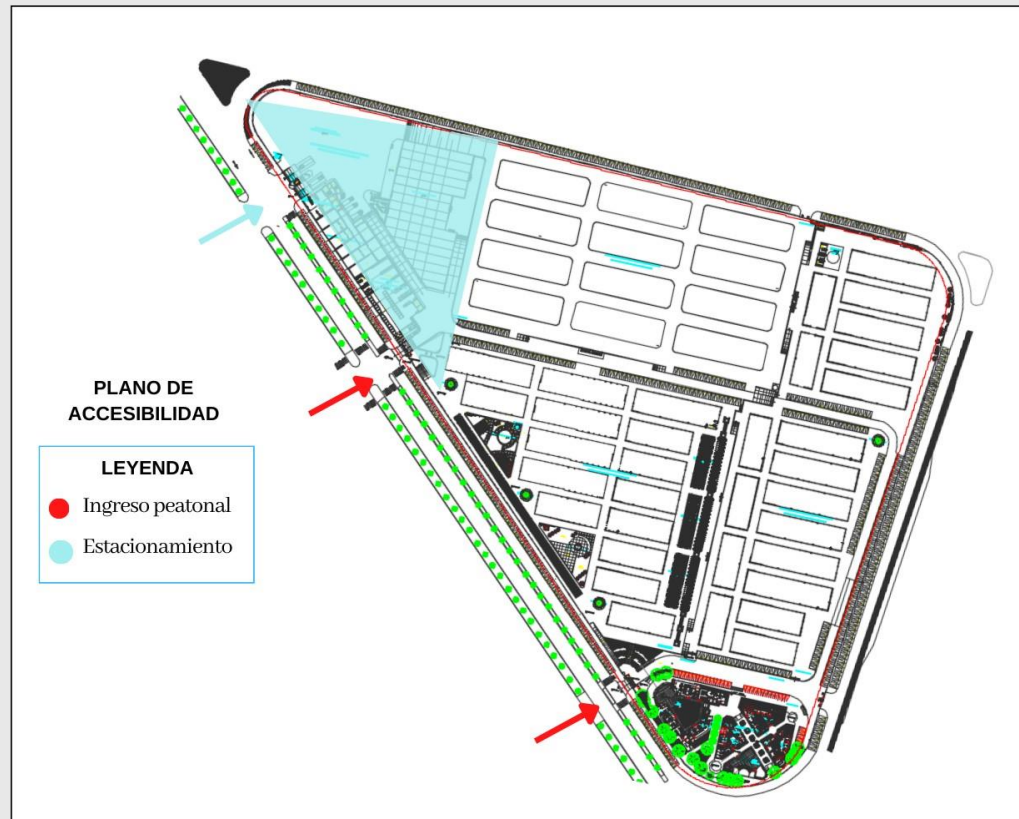 PLANO DE
ACCESIBILIDAD
LEYENDA
Ingreso peatonal
Estacionamiento